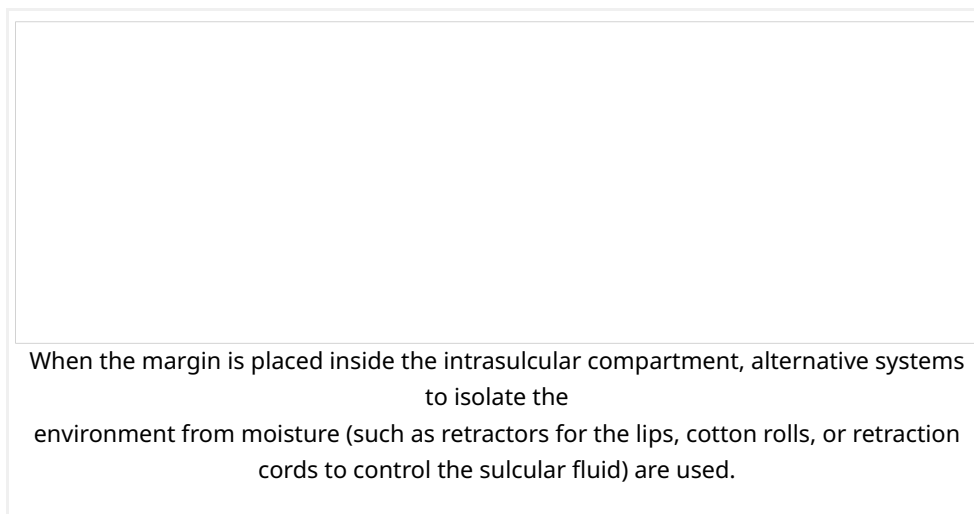 When the margin is placed inside the intrasulcular compartment, alternative systems
to isolate the
environment from moisture (such as retractors for the lips, cotton rolls, or retraction
cords to control the sulcular fluid) are used.